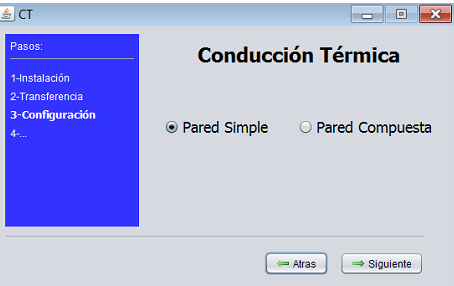 CT
Pasos:
1-Instalación
2-Transferencia
3-Configuración
4-...
Conducción Térmica
Pared Simple
Pared Compuesta
Atras
Siguiente